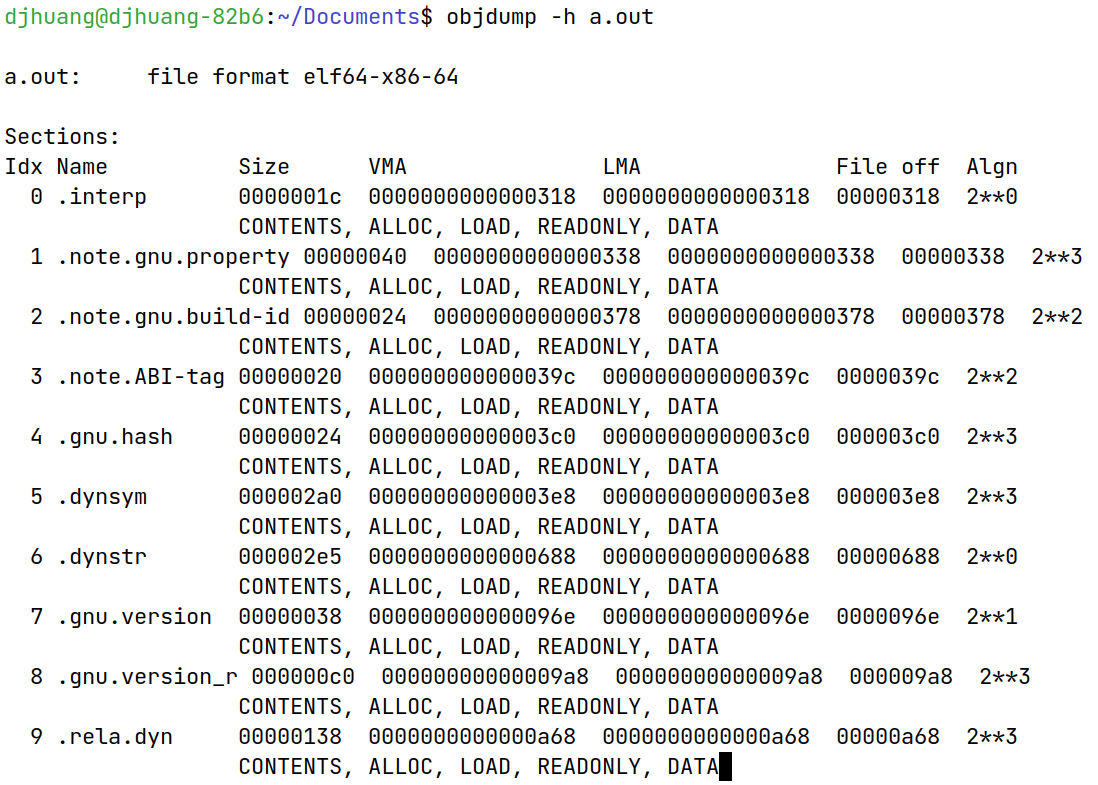 djhuang@djhuang-82b6:~/Documents$ objdump -h a.out

a.out:     file format elf64-x86-64

Sections:
Idx Name          Size      VMA               LMA               File off  Algn
  0 .interp       0000001c  0000000000000318  0000000000000318  00000318  2**0
                  CONTENTS, ALLOC, LOAD, READONLY, DATA
  1 .note.gnu.property 00000040  0000000000000338  0000000000000338  00000338  2**3
                  CONTENTS, ALLOC, LOAD, READONLY, DATA
  2 .note.gnu.build-id 00000024  0000000000000378  0000000000000378  00000378  2**2
                  CONTENTS, ALLOC, LOAD, READONLY, DATA
  3 .note.ABI-tag 00000020  000000000000039c  000000000000039c  0000039c  2**2
                  CONTENTS, ALLOC, LOAD, READONLY, DATA
  4 .gnu.hash     00000024  00000000000003c0  00000000000003c0  000003c0  2**3
                  CONTENTS, ALLOC, LOAD, READONLY, DATA
  5 .dynsym       000002a0  00000000000003e8  00000000000003e8  000003e8  2**3
                  CONTENTS, ALLOC, LOAD, READONLY, DATA
  6 .dynstr       000002e5  0000000000000688  0000000000000688  00000688  2**0
                  CONTENTS, ALLOC, LOAD, READONLY, DATA
  7 .gnu.version  00000038  000000000000096e  000000000000096e  0000096e  2**1
                  CONTENTS, ALLOC, LOAD, READONLY, DATA
  8 .gnu.version_r 000000c0  00000000000009a8  00000000000009a8  000009a8  2**3
                  CONTENTS, ALLOC, LOAD, READONLY, DATA
  9 .rela.dyn     00000138  0000000000000a68  0000000000000a68  00000a68  2**3
                  CONTENTS, ALLOC, LOAD, READONLY, DATA